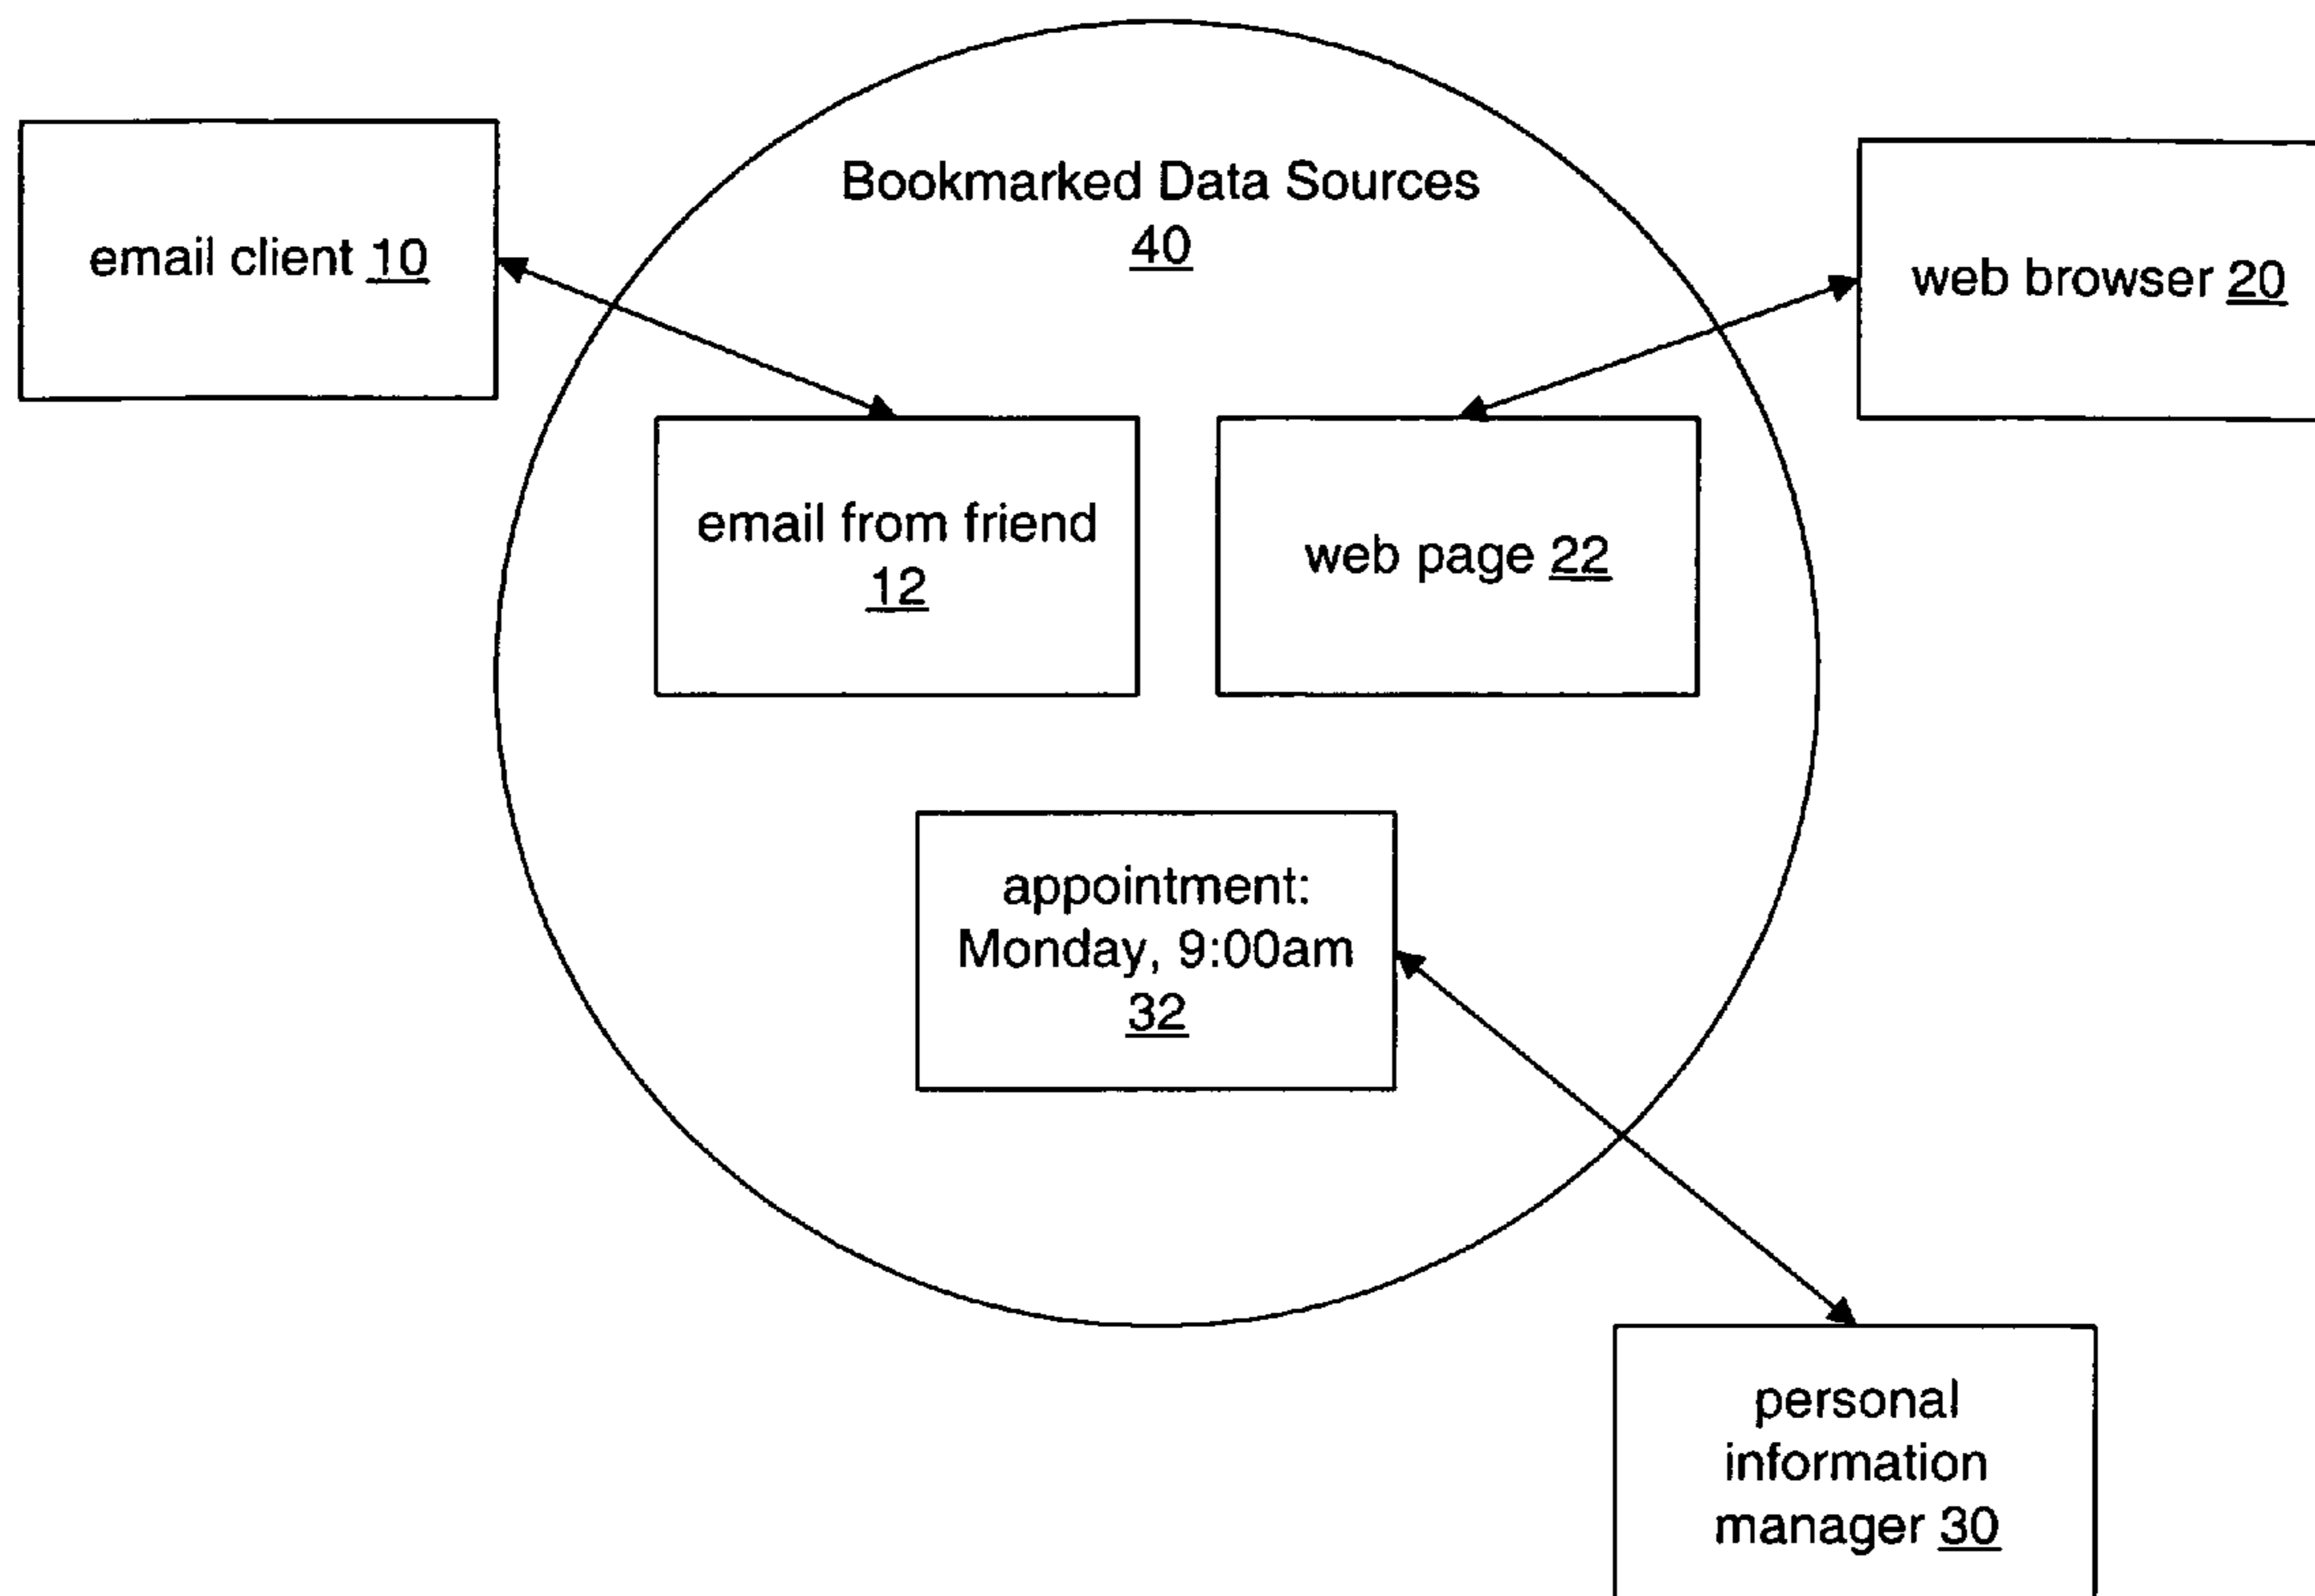 Bookmarked Data Sources
40
email client 10
web browser 20
email from friend
12
web page 22
appointment:
Monday, 9:00am
32
personal
information
manager 30